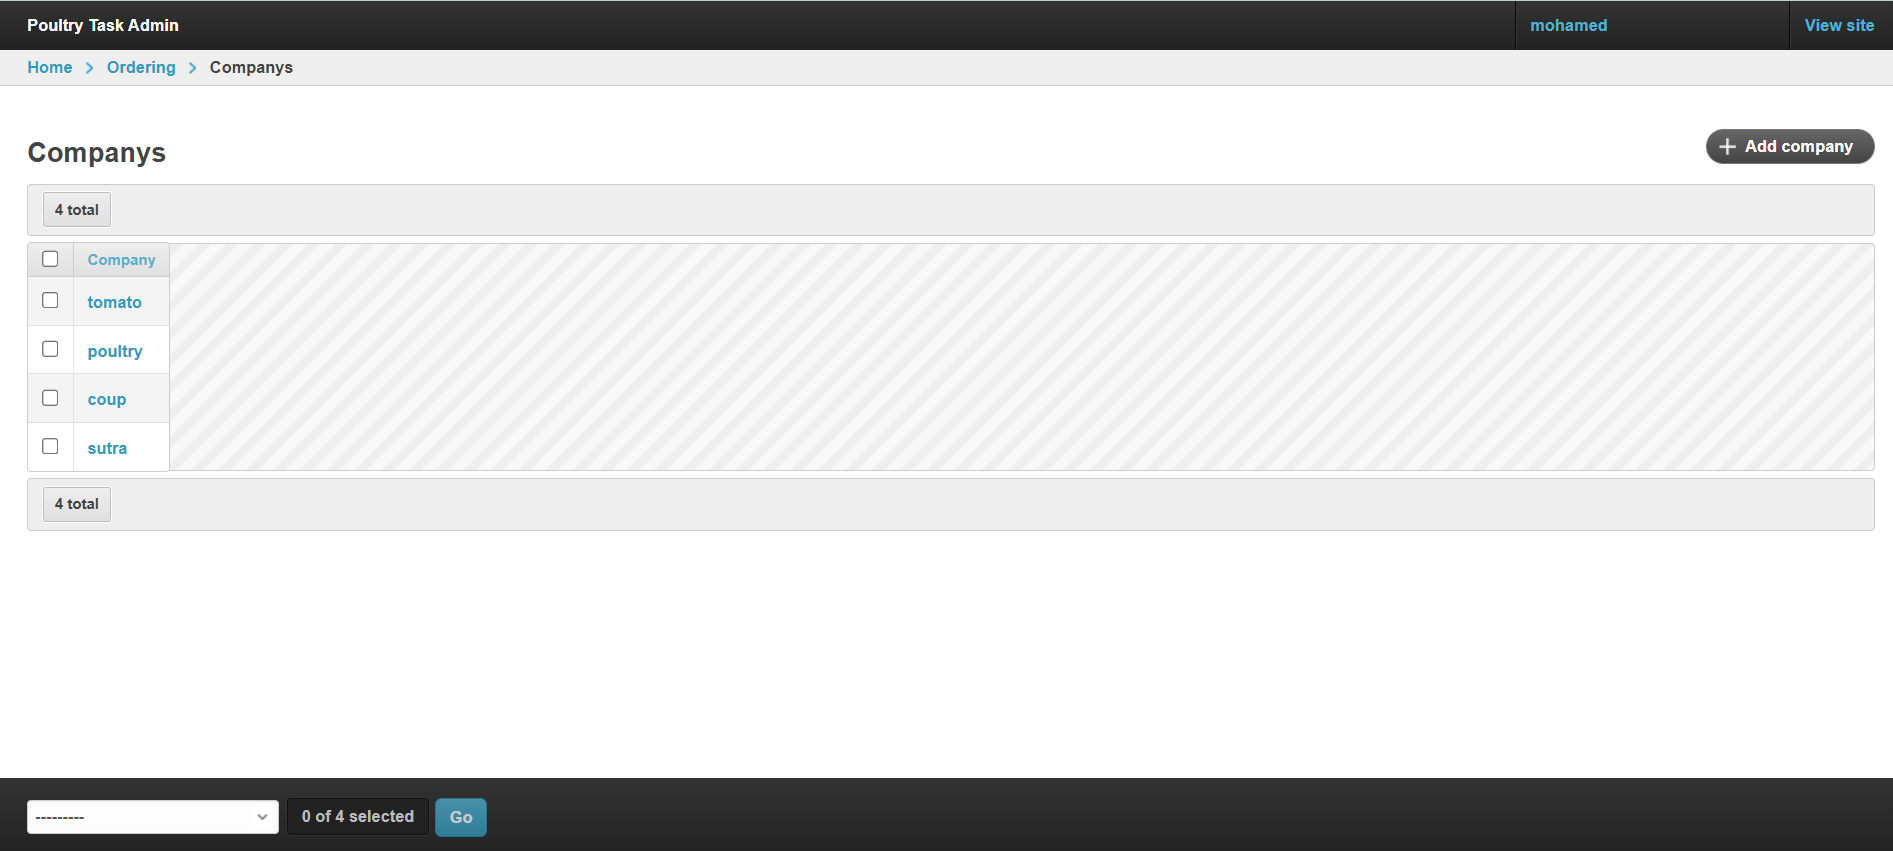 Poultry Task Admin
mohamed
View site
Home > Ordering > Companys
Companys
Add company
4 total
Company
tomato
poultry
coup
sutra
4 total
---------
0 of 4 selected
Go